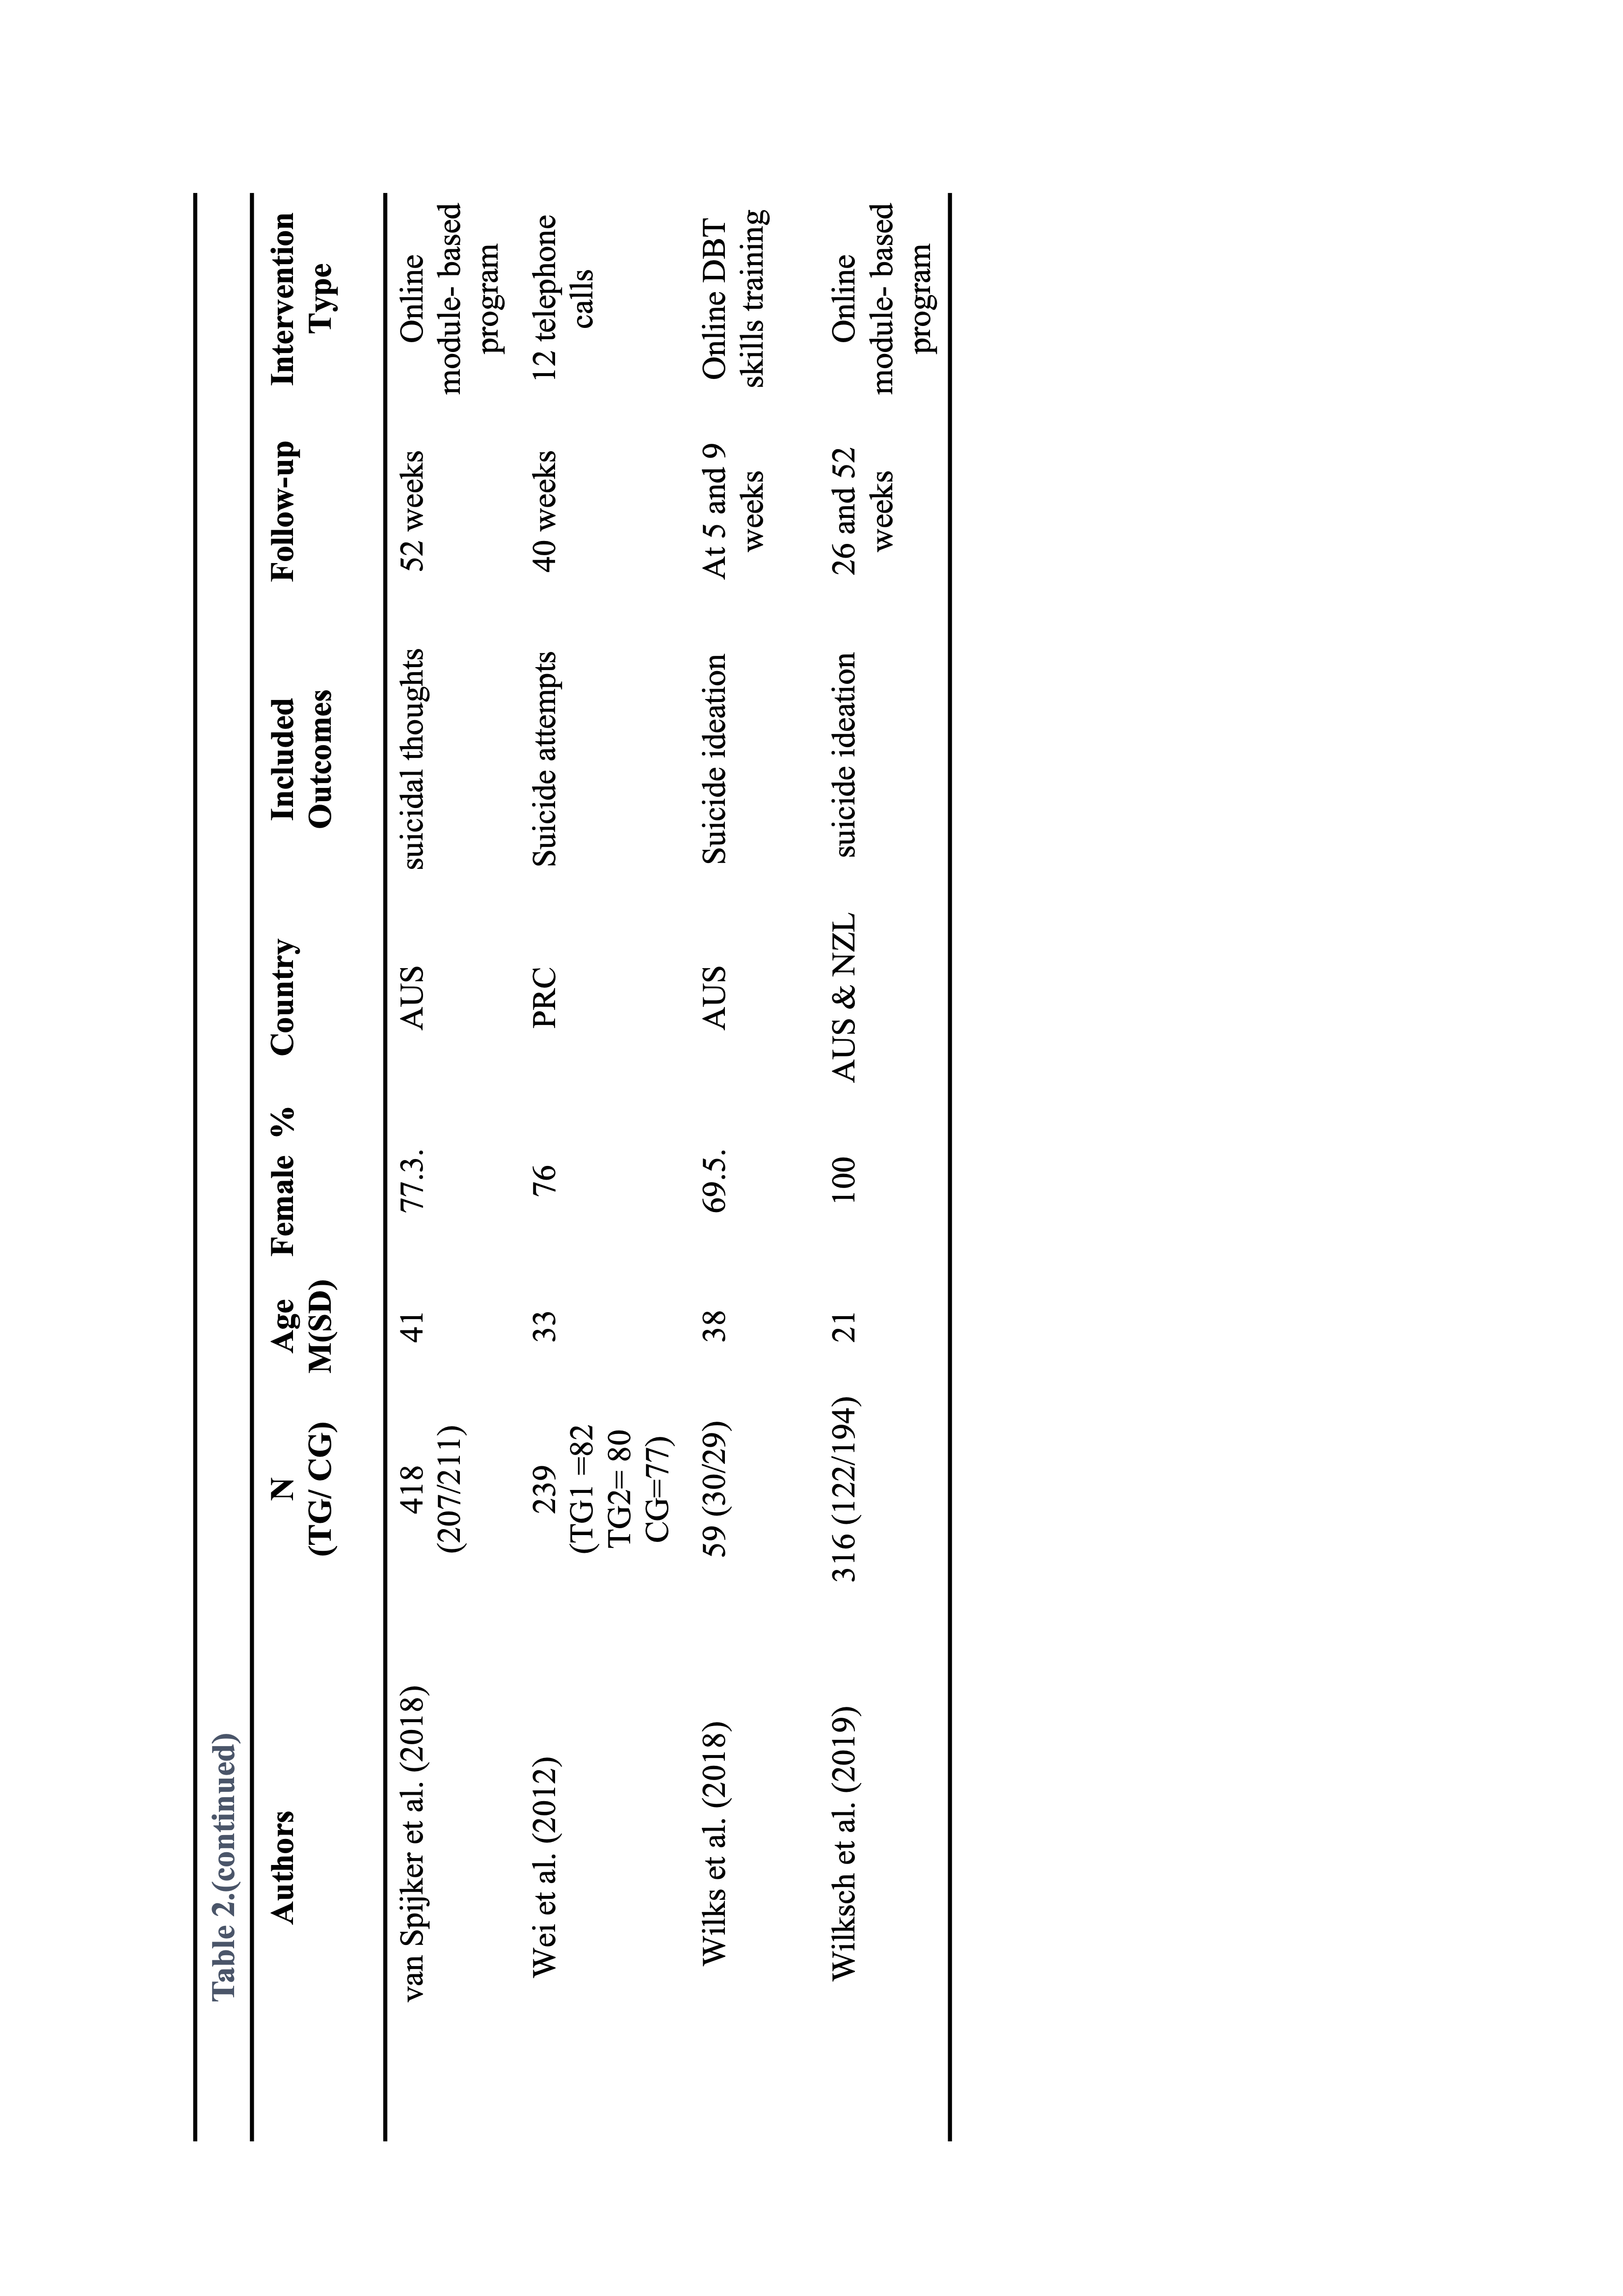 Table 2.(continued)
Authors N Age Female % Country Included Follow-up Intervention
(TG/ CG) M(SD) Outcomes Type
van Spijker et al. (2018) 418 41 77.3. AUS suicidal thoughts 52 weeks Online
(207/211) module- based
program
Wei et al. (2012) 239 33 76 PRC Suicide attempts 40 weeks 12 telephone
(TG1 =82 calls
TG2= 80
CG=77)
Wilks et al. (2018) 59 (30/29) 38 69.5. AUS Suicide ideation At 5 and 9 Online DBT
weeks skills training
Wilksch et al. (2019) 316 (122/194) 21 100 AUS & NZL suicide ideation 26 and 52 Online
weeks module- based
program